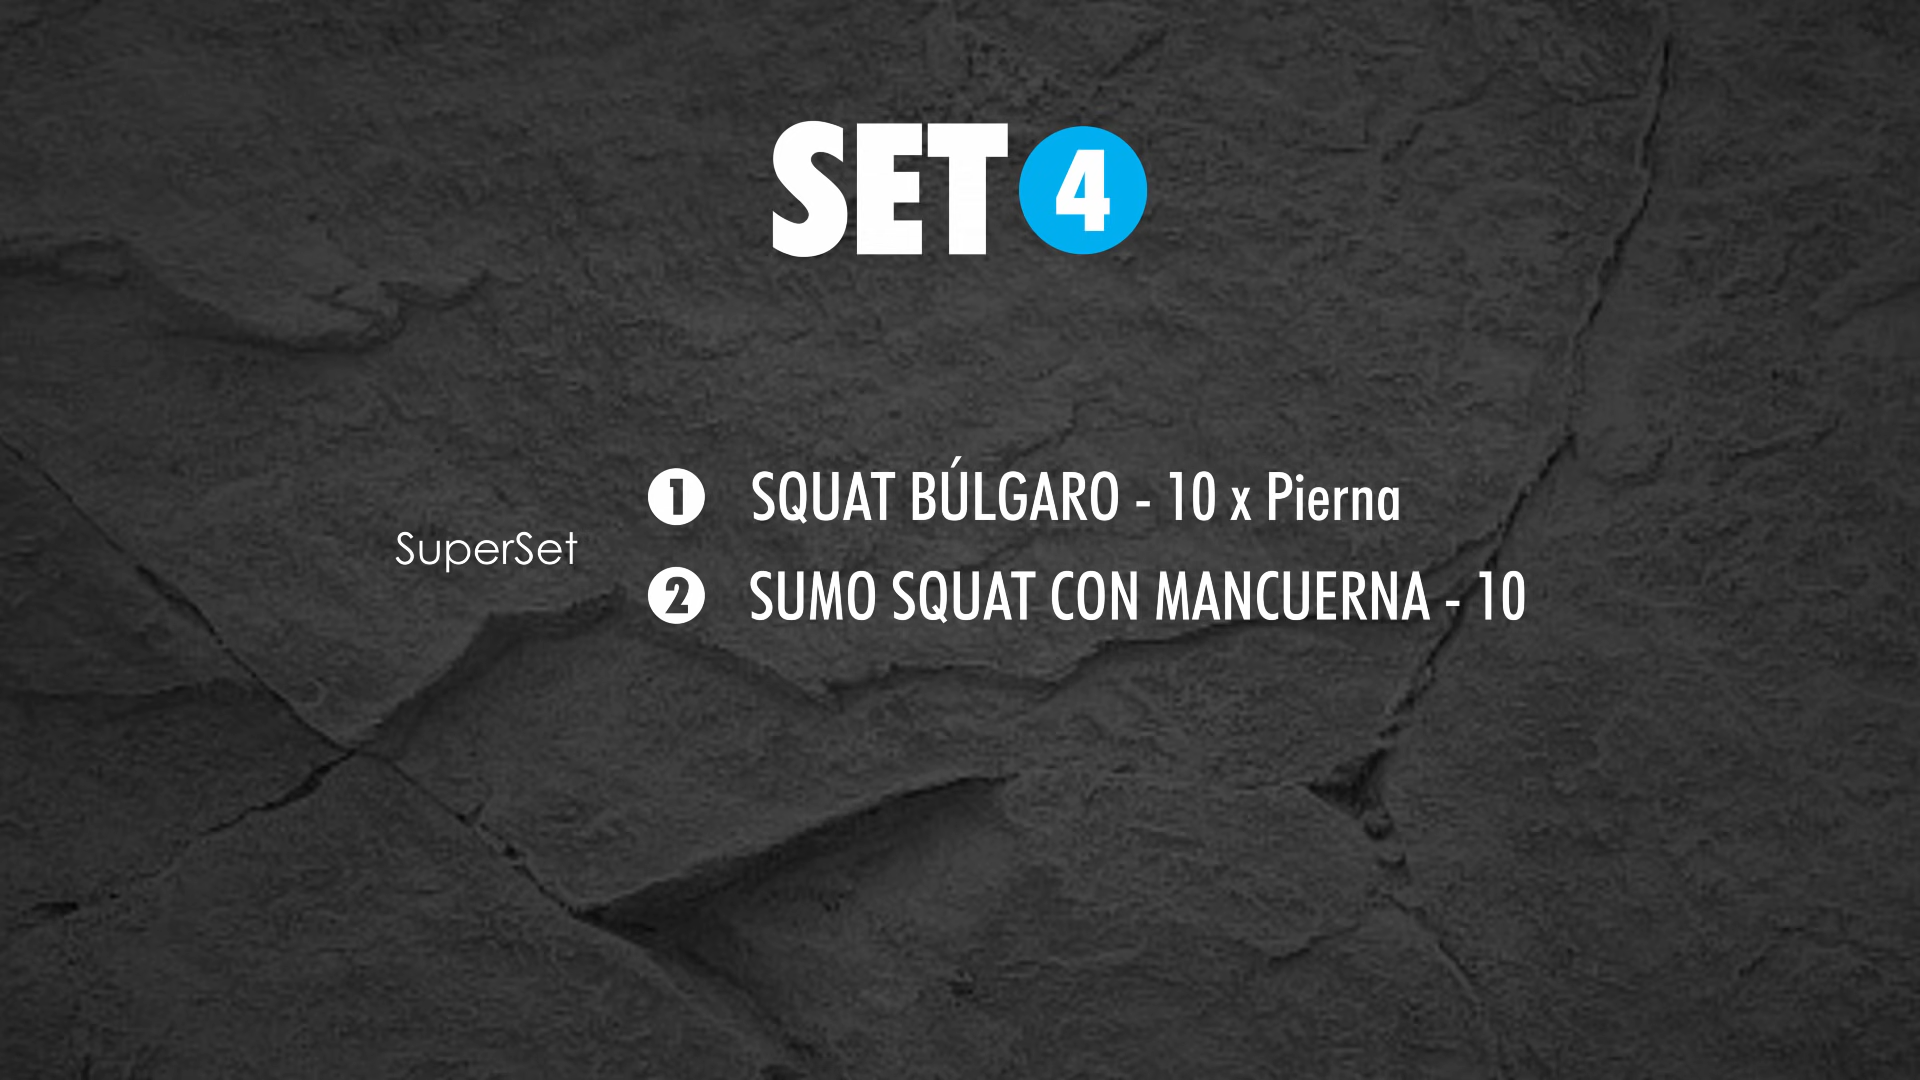 SET 4
SuperSet
1 SQUAT BÚLGARO - 10 x Pierna
2 SUMO SQUAT CON MANCUERNA - 10